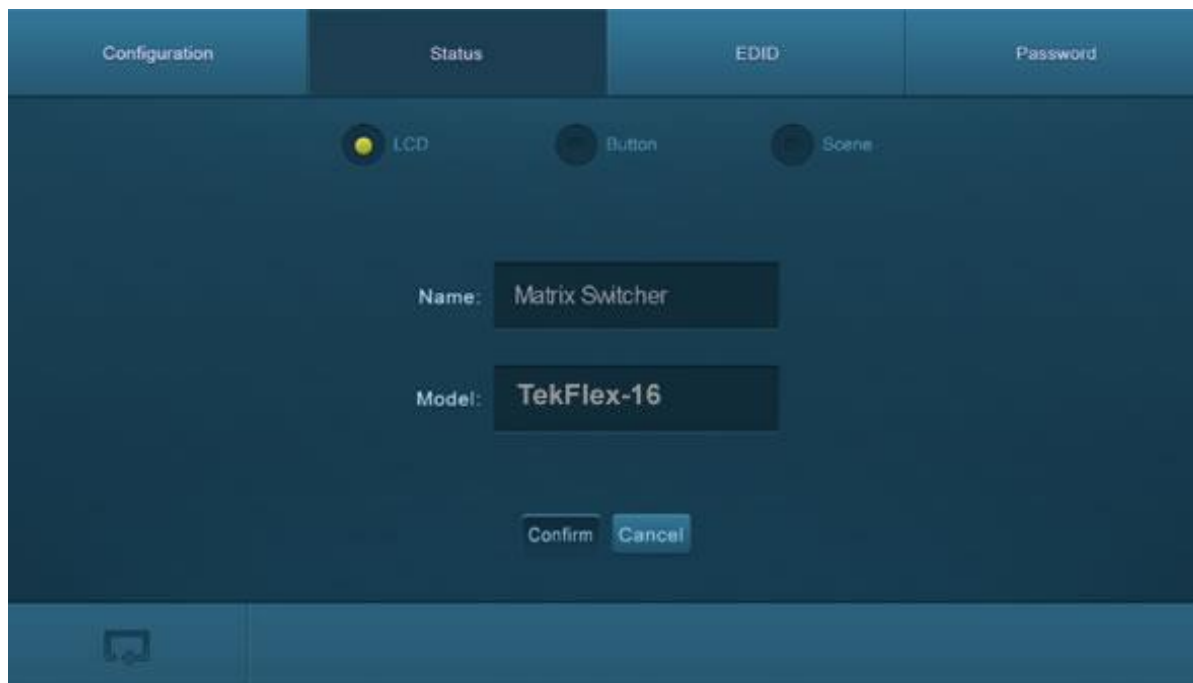 Configuration Status EDID Password
LCD Button Scene
Name: Matrix Switcher
Model: TekFlex-16
Confirm Cancel